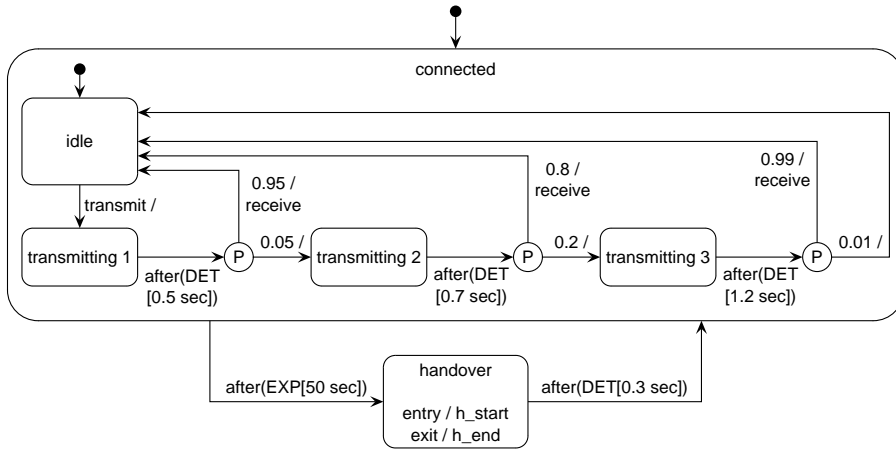 connected
idle
0.95 /
receive
0.8 /
receive
0.99 /
receive
transmit /
transmitting 1
P
0.05 /
transmitting 2
P
0.2 /
transmitting 3
P
0.01 /
after(DET
[0.5 sec])
after(DET
[0.7 sec])
after(DET
[1.2 sec])
handover
after(EXP[50 sec])
after(DET[0.3 sec])
entry / h_start
exit / h_end